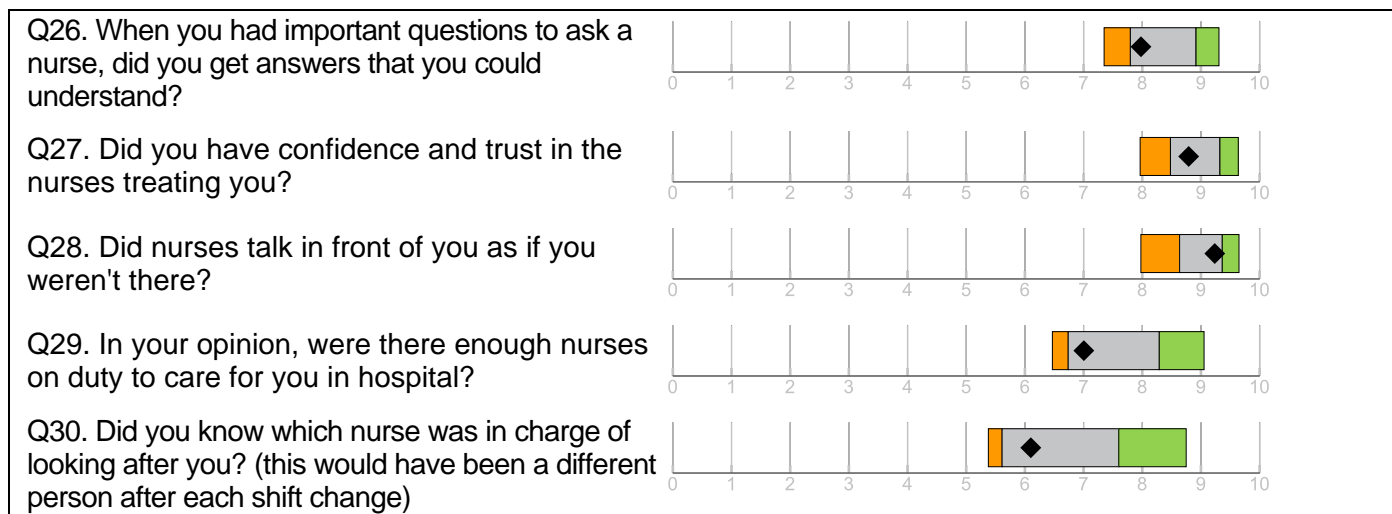 Q26. When you had important questions to ask a
nurse, did you get answers that you could
understand?
0 1 2 3 4 5 6 7 8 9 10
Q27. Did you have confidence and trust in the
nurses treating you?
0 1 2 3 4 5 6 7 8 9 10
Q28. Did nurses talk in front of you as if you
weren't there?
0 1 2 3 4 5 6 7 8 9 10
Q29. In your opinion, were there enough nurses
on duty to care for you in hospital?
0 1 2 3 4 5 6 7 8 9 10
Q30. Did you know which nurse was in charge of
looking after you? (this would have been a different
person after each shift change)
0 1 2 3 4 5 6 7 8 9 10